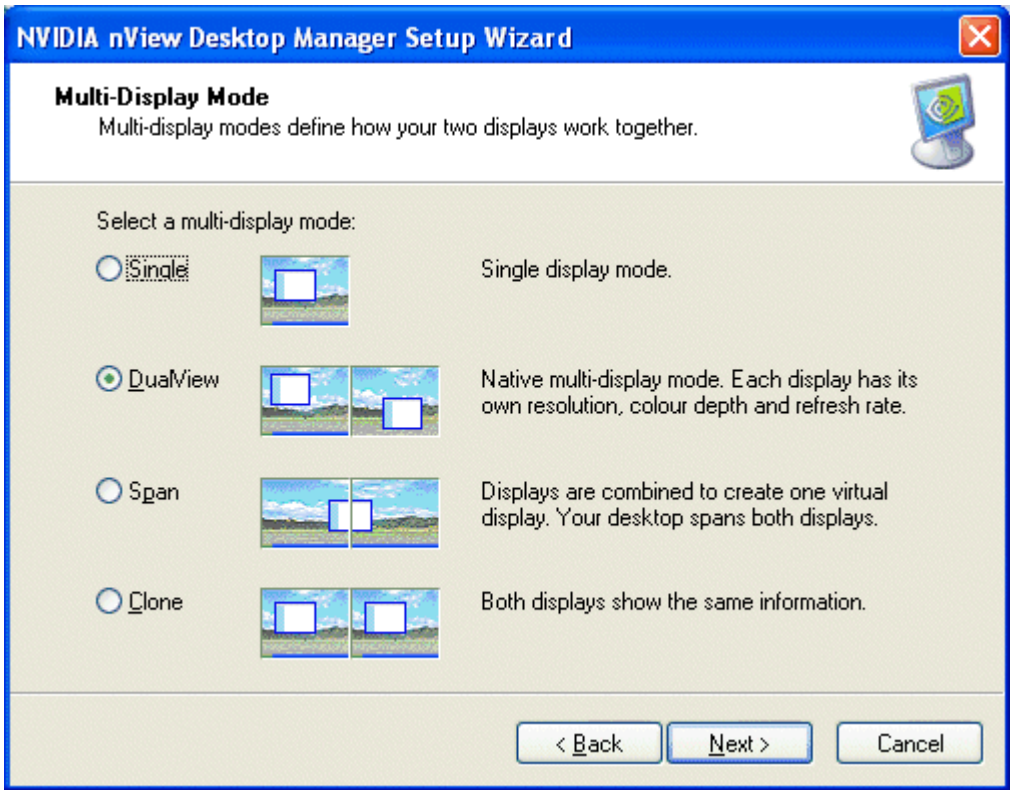 NVIDIA nView Desktop Manager Setup Wizard
Multi-Display Mode
Multi-display modes define how your two displays work together.
Select a multi-display mode:
Single
Single display mode.
DualView
Native multi-display mode. Each display has its
own resolution, colour depth and refresh rate.
Span
Displays are combined to create one virtual
display. Your desktop spans both displays.
Clone
Both displays show the same information.
< Back
Next >
Cancel